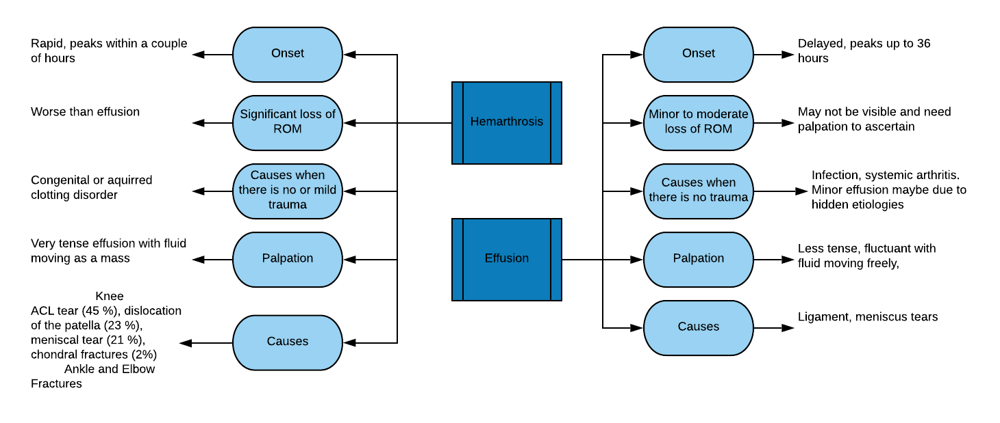 Rapid, peaks within a couple
of hours
Onset
Worse than effusion
Significant loss of
ROM
Congenital or aquirred
clotting disorder
Causes when
there is no or mild
trauma
Very tense effusion with fluid
moving as a mass
Palpation
Knee
ACL tear (45 %), dislocation
of the patella (23 %),
meniscal tear (21 %),
chondral fractures (2%)
Ankle and Elbow
Fractures
Causes
Hemarthrosis
Effusion
Onset
Delayed, peaks up to 36
hours
Minor to moderate
loss of ROM
May not be visible and need
palpation to ascertain
Causes when
there is no trauma
Infection, systemic arthritis.
Minor effusion maybe due to
hidden etiologies
Palpation
Less tense, fluctuant with
fluid moving freely,
Causes
Ligament, meniscus tears